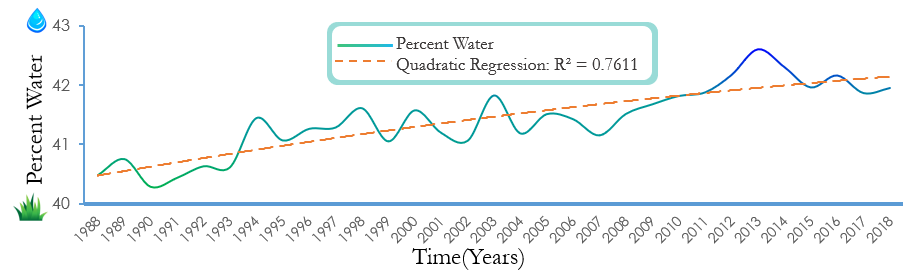 43
42
41
40
Percent Water
Percent Water
Quadratic Regression: R² = 0.7611
1988 1989 1990 1991 1992 1993 1994 1995 1996 1997 1998 1999 2000 2001 2002 2003 2004 2005 2006 2007 2008 2009 2010 2011 2012 2013 2014 2015 2016 2017 2018
Time(Years)